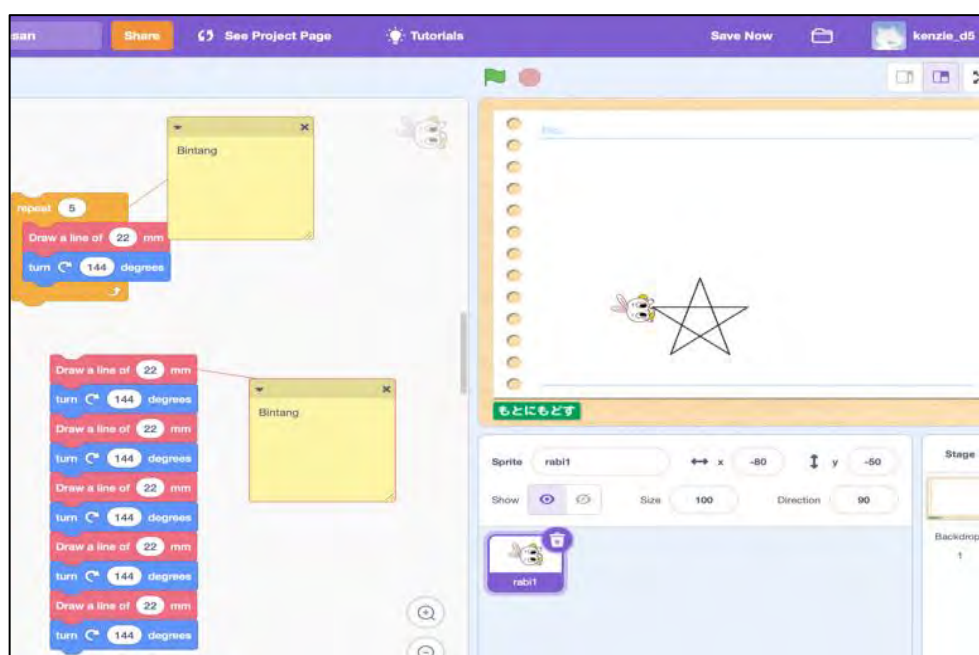 san
Share
See Project Page
Tutorials
Save Now
kenzie_d5
Bintang
repeat 5
Draw a line of 22 mm
turn 144 degrees
Draw a line of 22 mm
turn 144 degrees
Draw a line of 22 mm
turn 144 degrees
Draw a line of 22 mm
turn 144 degrees
Draw a line of 22 mm
turn 144 degrees
Draw a line of 22 mm
turn 144 degrees
Bintang
もとにもどす
Sprite rabi1 x -80 y -50
Show Size 100 Direction 90
rabi1
Stage
Backdrop
1